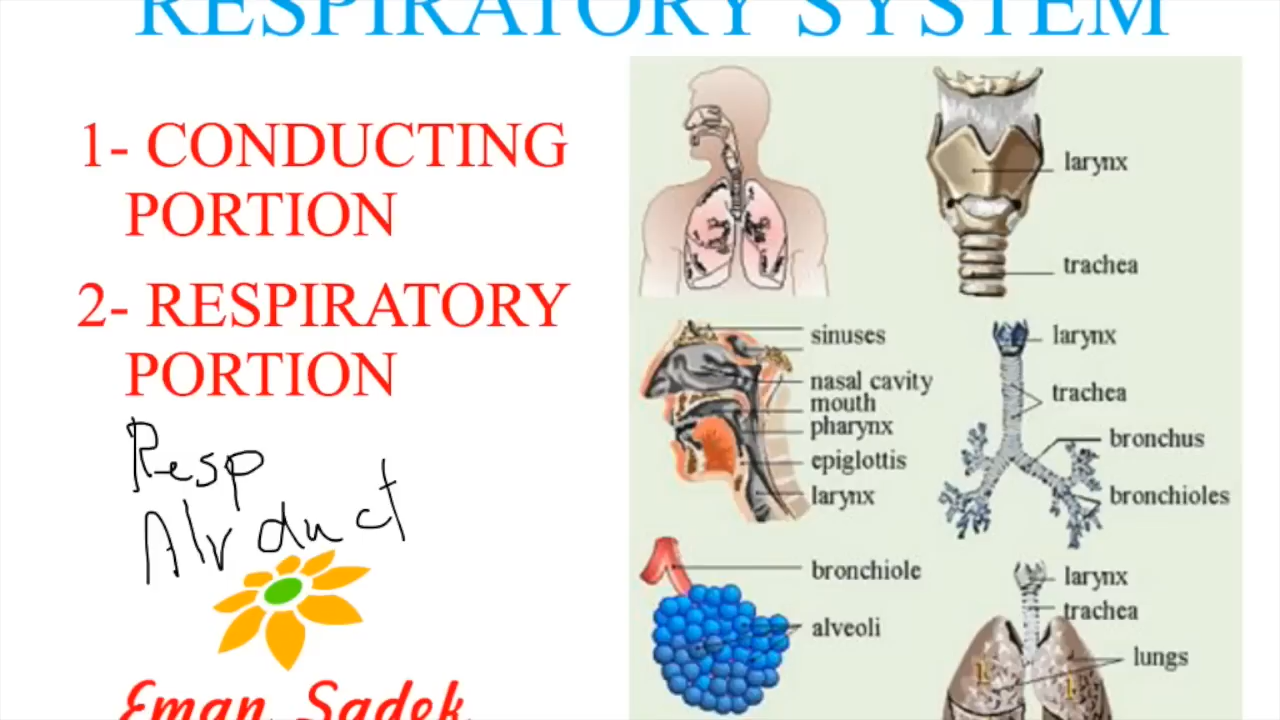 RESPIRATORY SYSTEM
1- CONDUCTING
PORTION
2- RESPIRATORY
PORTION
Resp
Alv duct
Eman Sadek
larynx
trachea
sinuses
nasal cavity
mouth
pharynx
epiglottis
larynx
larynx
trachea
bronchus
bronchioles
bronchiole
alveoli
larynx
trachea
lungs